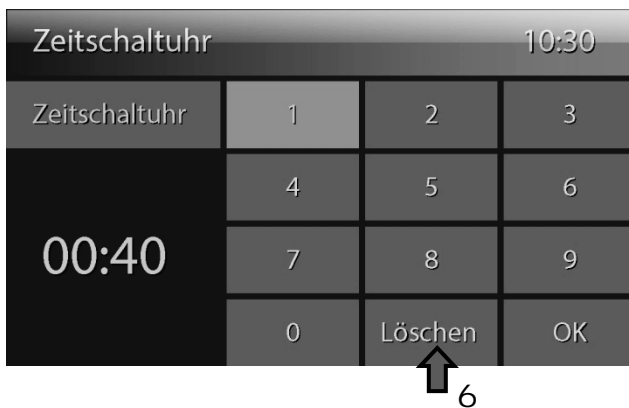 Zeitschaltuhr 10:30
Zeitschaltuhr 1 2 3
4 5 6
00:40 7 8 9
0 Löschen OK
6